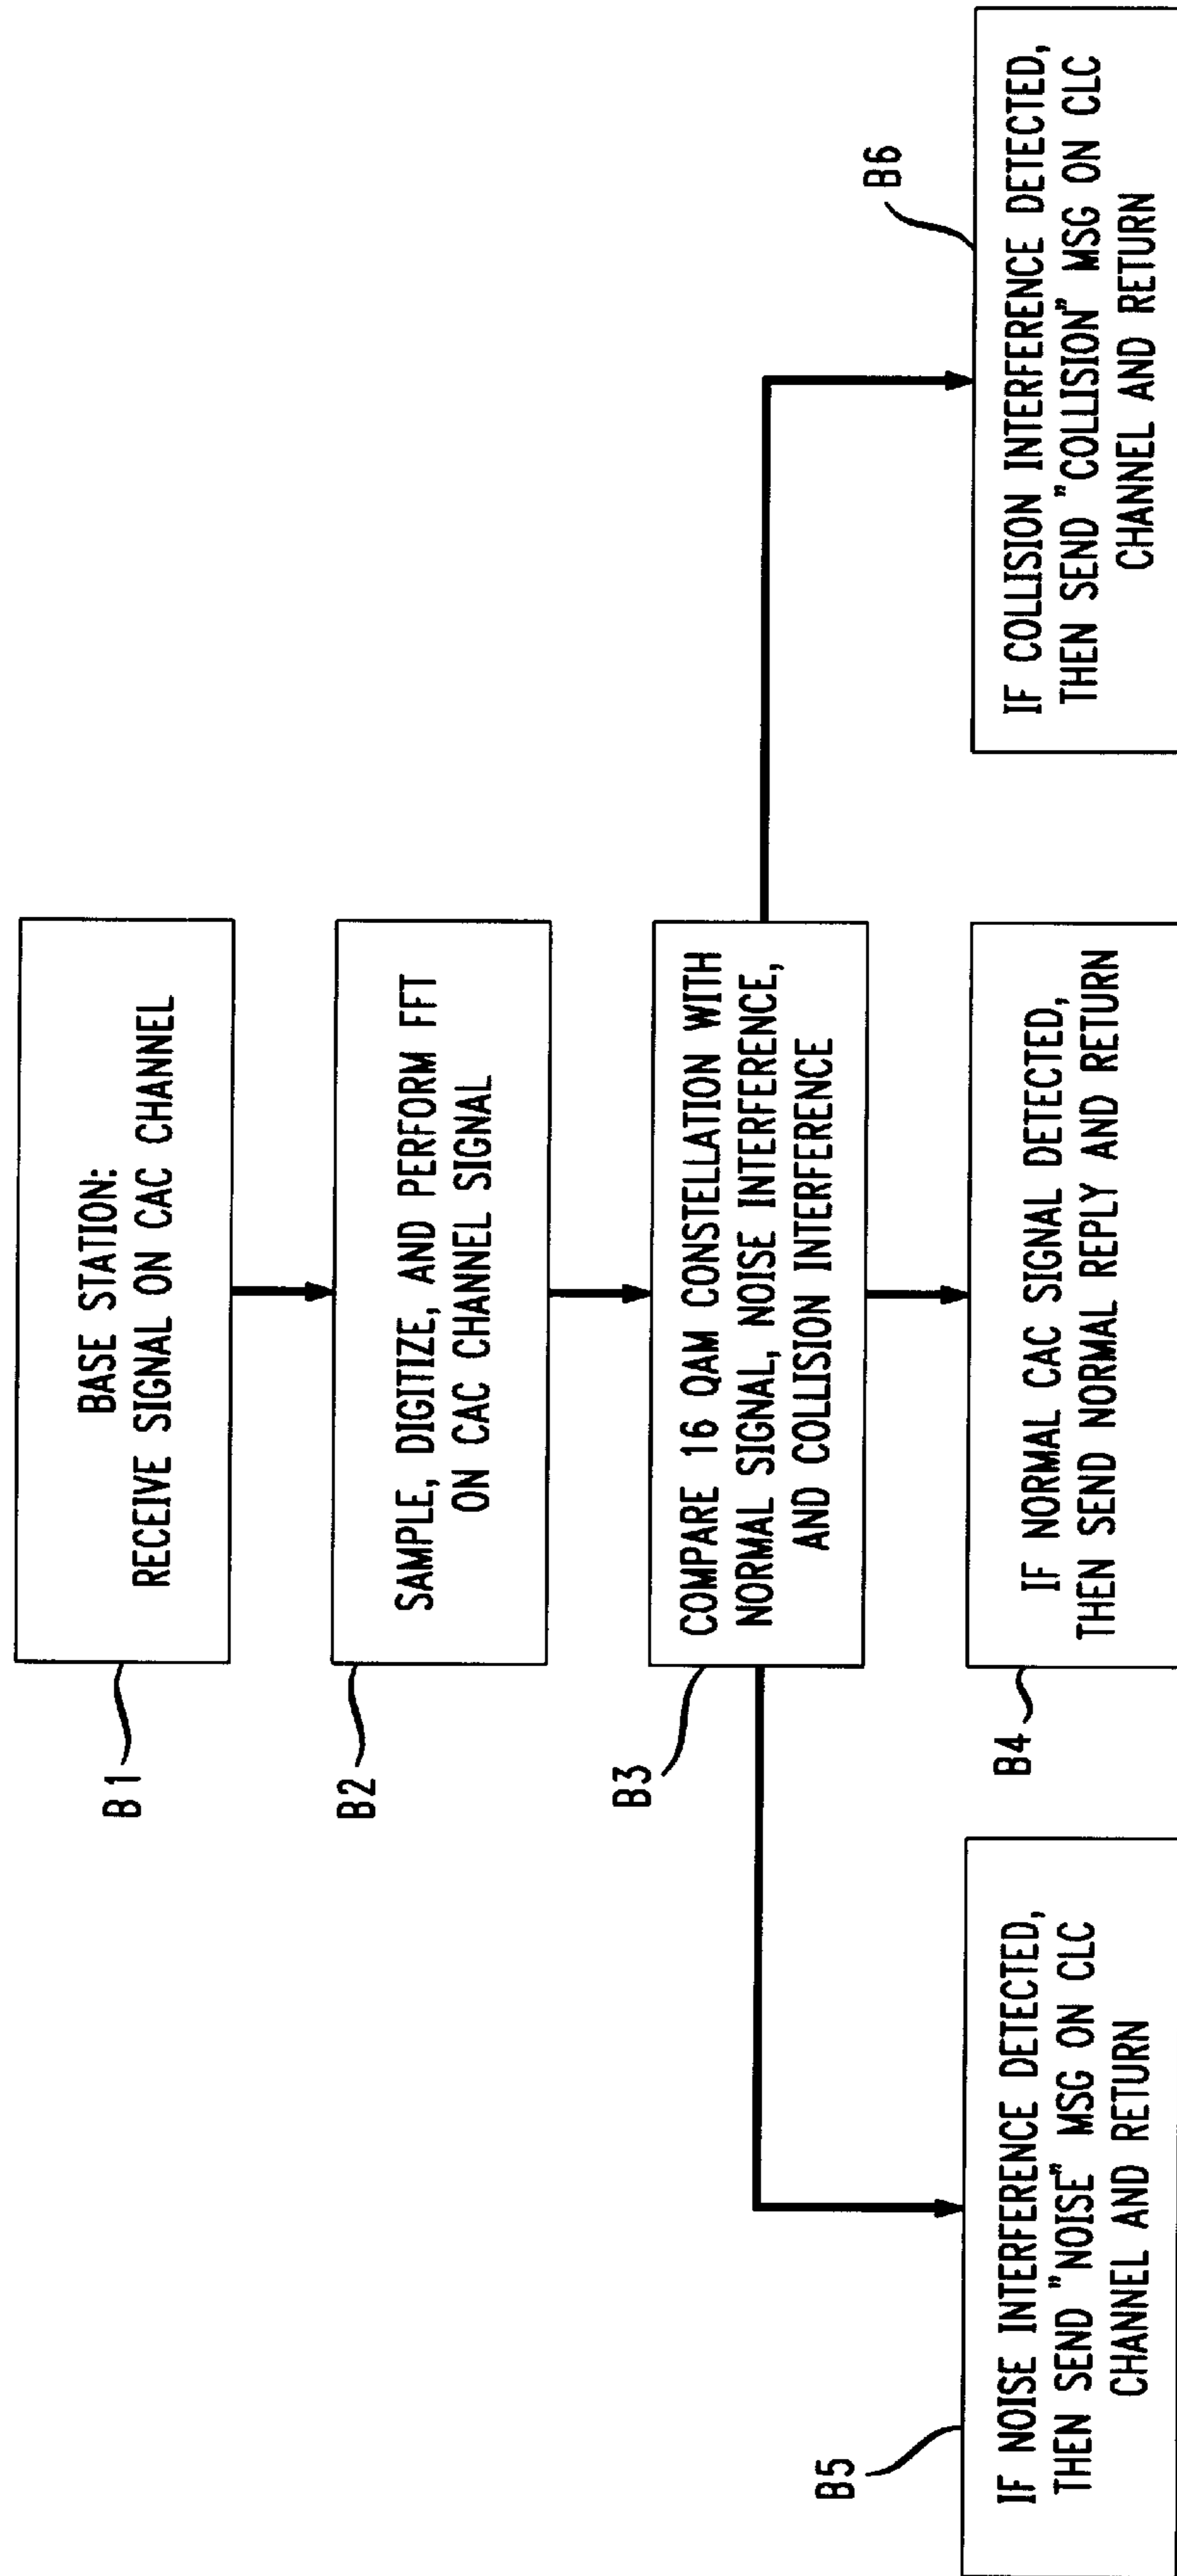 BASE STATION:
RECEIVE SIGNAL ON CAC CHANNEL
B1
SAMPLE, DIGITIZE, AND PERFORM FFT
ON CAC CHANNEL SIGNAL
B2
COMPARE 16 QAM CONSTELLATION WITH
NORMAL SIGNAL, NOISE INTERFERENCE,
AND COLLISION INTERFERENCE
B3
B5
IF NOISE INTERFERENCE DETECTED,
THEN SEND "NOISE" MSG ON CLC
CHANNEL AND RETURN
B4
IF NORMAL CAC SIGNAL DETECTED,
THEN SEND NORMAL REPLY AND RETURN
B6
IF COLLISION INTERFERENCE DETECTED,
THEN SEND "COLLISION" MSG ON CLC
CHANNEL AND RETURN